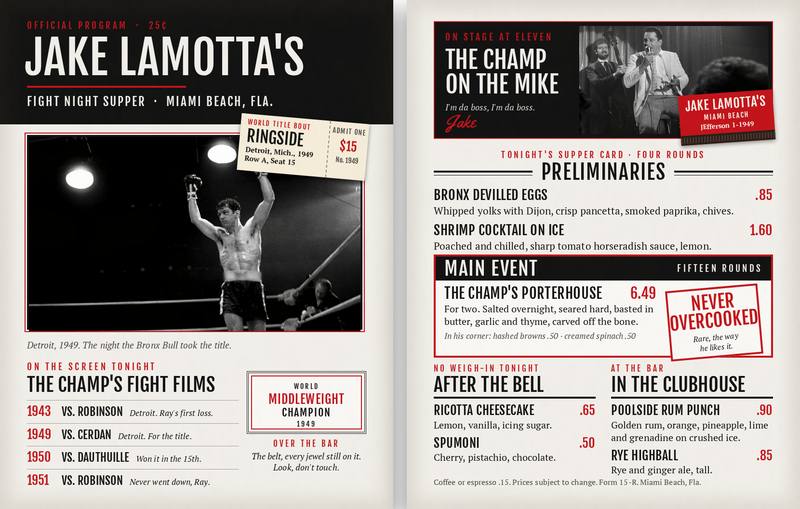 OFFICIAL PROGRAM · 25¢
JAKE LAMOTTA'S
FIGHT NIGHT SUPPER · MIAMI BEACH, FLA.
WORLD TITLE BOUT
RINGSIDE
Detroit, Mich., 1949
Row A, Seat 15
ADMIT ONE
$15
No. 1949
Detroit, 1949. The night the Bronx Bull took the title.
ON THE SCREEN TONIGHT
THE CHAMP'S FIGHT FILMS
1943 VS. ROBINSON Detroit. Ray's first loss.
1949 VS. CERDAN Detroit. For the title.
1950 VS. DAUTHUILLE Won it in the 15th.
1951 VS. ROBINSON Never went down, Ray.
WORLD
MIDDLEWEIGHT
CHAMPION
1949
OVER THE BAR
The belt, every jewel still on it.
Look, don't touch.
ON STAGE AT ELEVEN
THE CHAMP
ON THE MIKE
I'm da boss, I'm da boss.
Jake
JAKE LAMOTTA'S
MIAMI BEACH
JEfferson 1-1949
TONIGHT'S SUPPER CARD · FOUR ROUNDS
PRELIMINARIES
BRONX DEVILLED EGGS .85
Whipped yolks with Dijon, crisp pancetta, smoked paprika, chives.
SHRIMP COCKTAIL ON ICE 1.60
Poached and chilled, sharp tomato horseradish sauce, lemon.
MAIN EVENT FIFTEEN ROUNDS
THE CHAMP'S PORTERHOUSE 6.49
For two. Salted overnight, seared hard, basted in
butter, garlic and thyme, carved off the bone.
In his corner: hashed browns .50 · creamed spinach .50
NEVER
OVERCOOKED
Rare, the way
he likes it.
NO WEIGH-IN TONIGHT
AFTER THE BELL
RICOTTA CHEESECAKE .65
Lemon, vanilla, icing sugar.
SPUMONI .50
Cherry, pistachio, chocolate.
AT THE BAR
IN THE CLUBHOUSE
POOLSIDE RUM PUNCH .90
Golden rum, orange, pineapple, lime
and grenadine on crushed ice.
RYE HIGHBALL .85
Rye and ginger ale, tall.
Coffee or espresso .15. Prices subject to change. Form 15-R. Miami Beach, Fla.